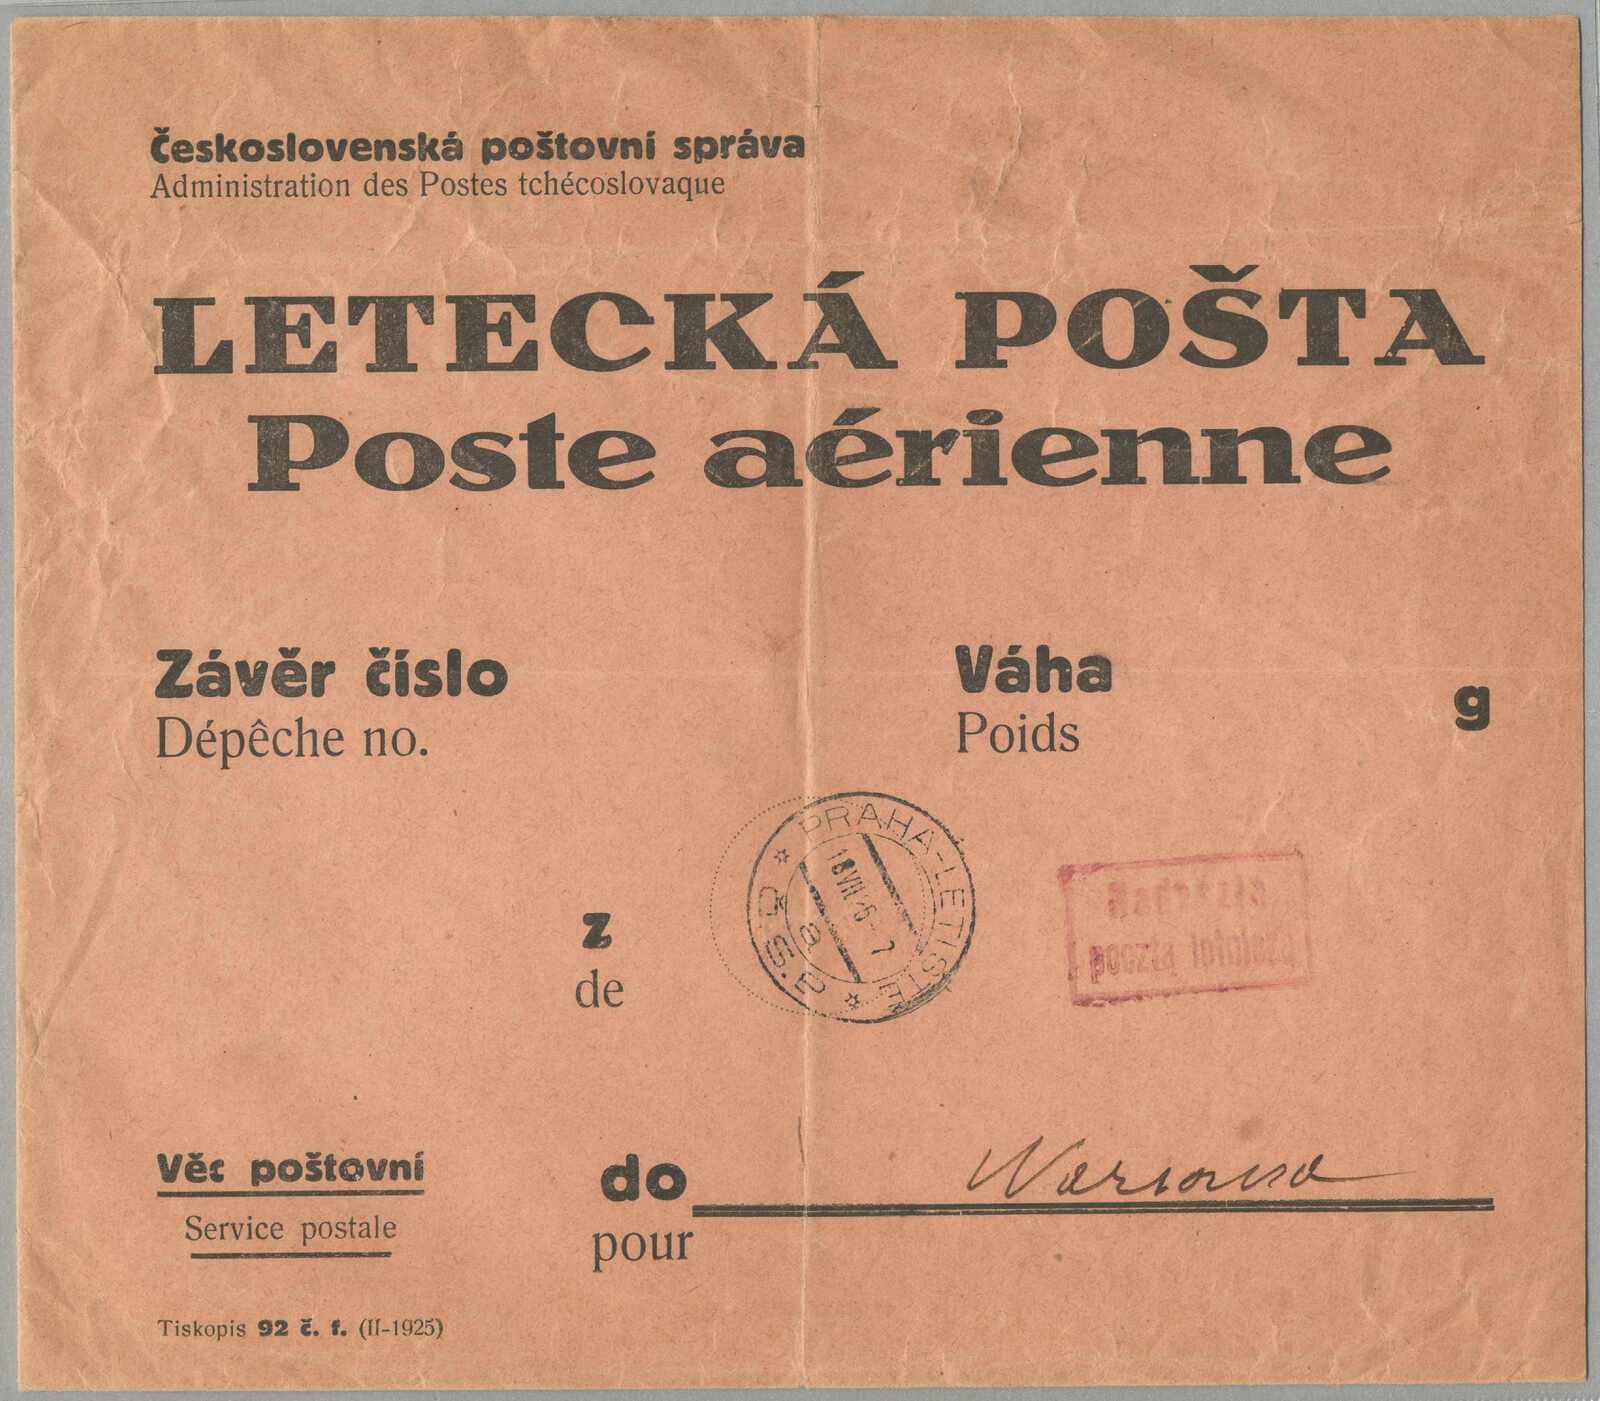 Československá poštovní správa
Administration des Postes tchécoslovaque
LETECKÁ POŠTA
Poste aérienne
Závěr číslo
Dépêche no.
Váha
Poids
g
z
de
PRAHA-LETIŠTĚ
a
poczta lotnicza
Věc poštovní
Service postale
do Warszawa
pour
Tiskopis 92 č. f. (II-1925)